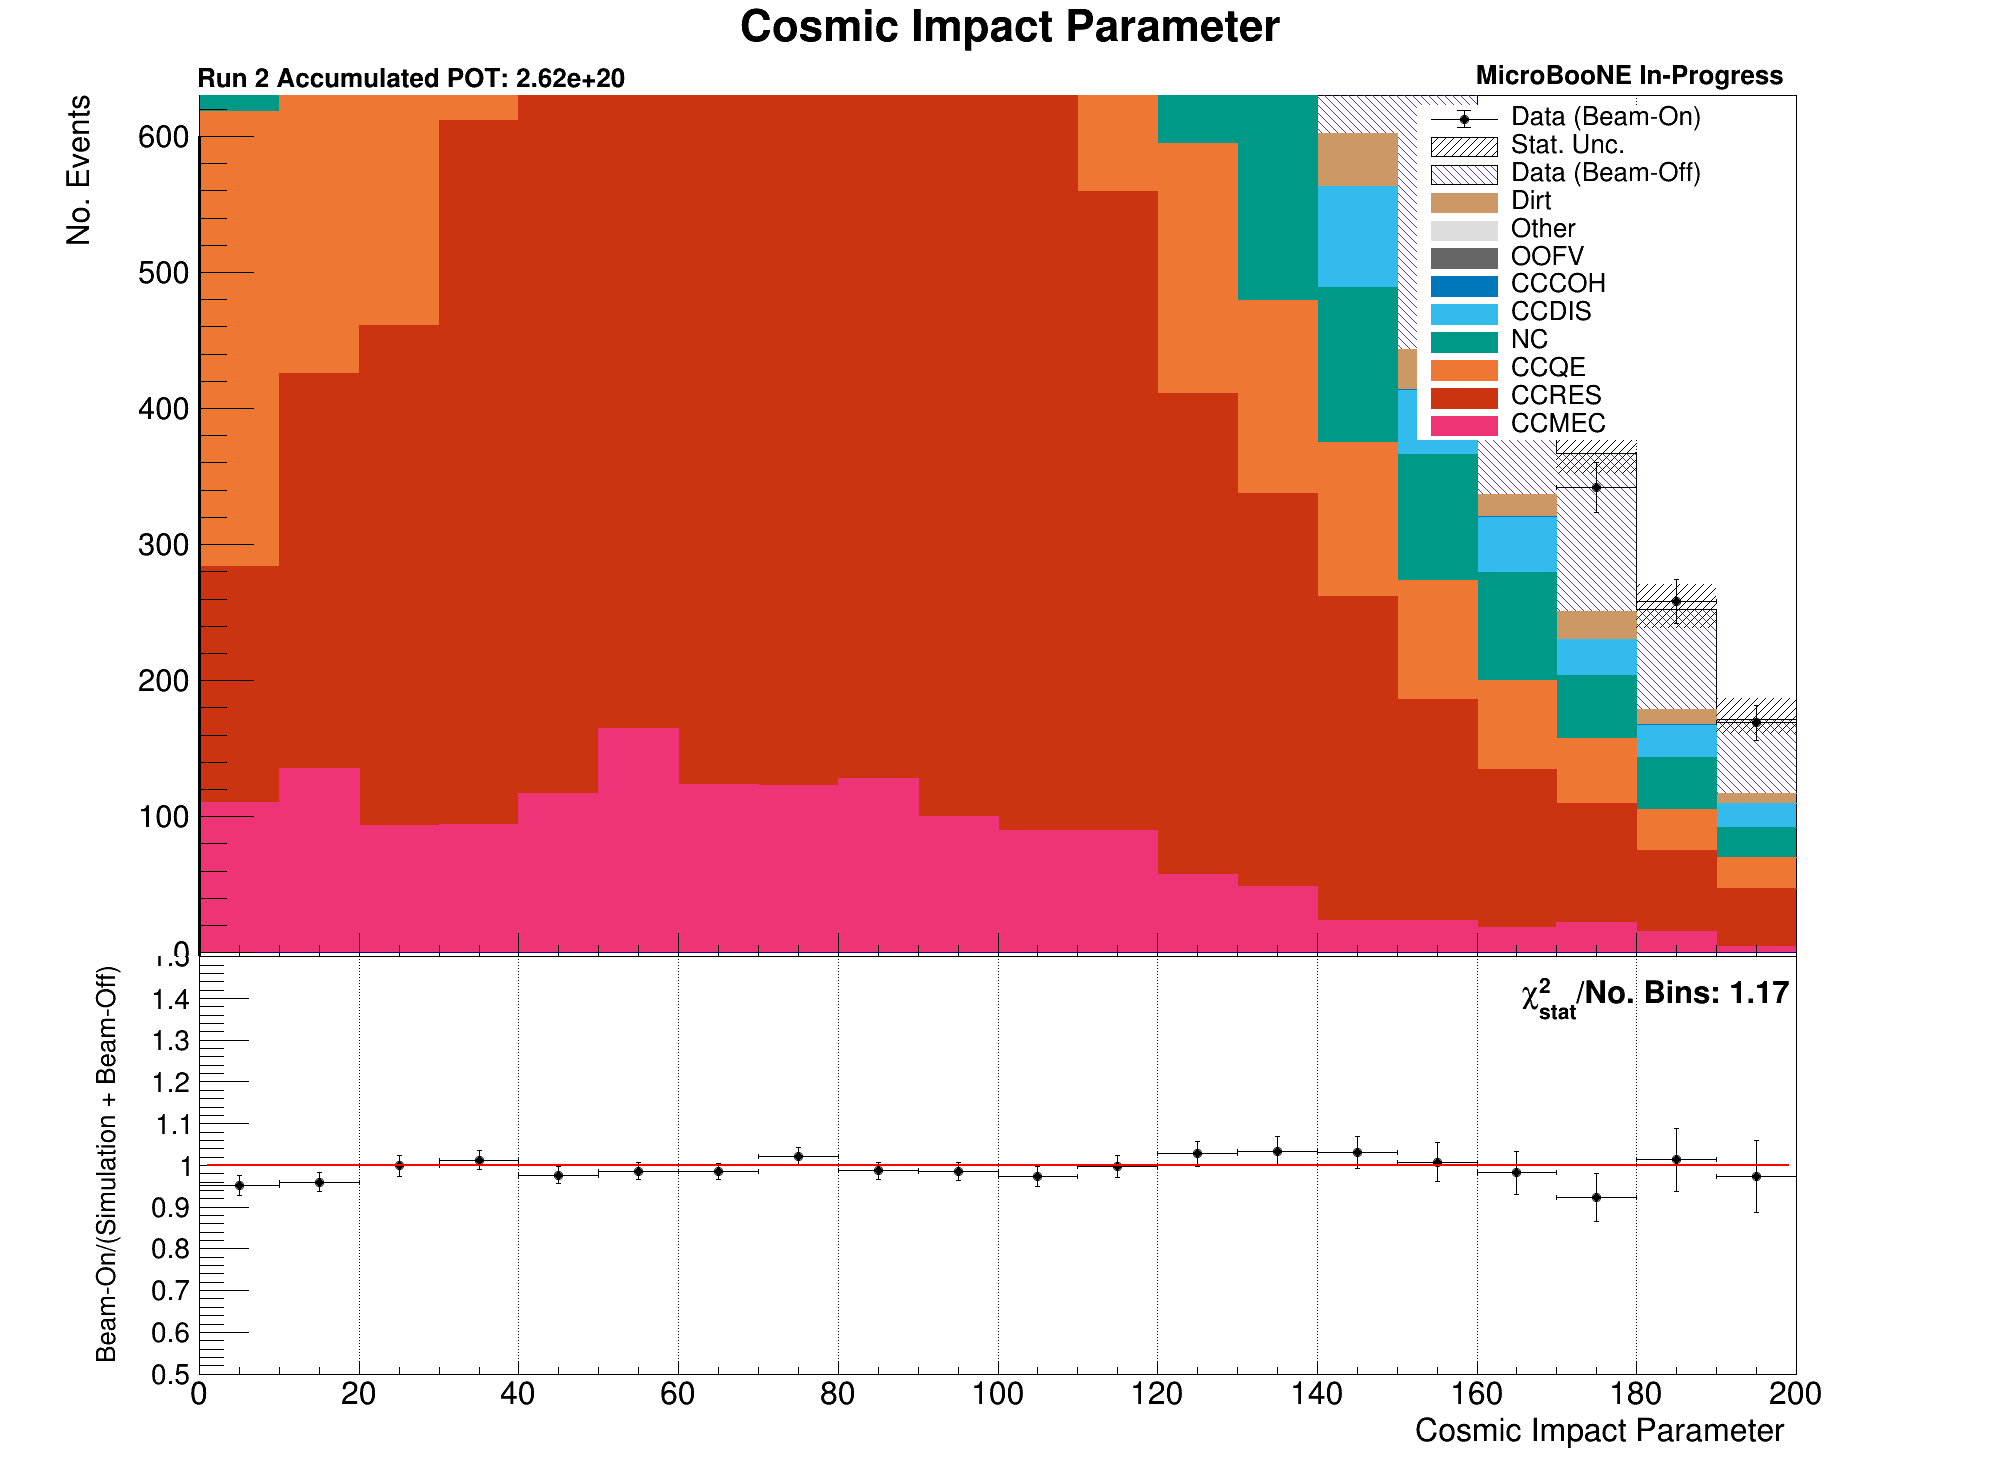 Cosmic Impact Parameter
Run 2 Accumulated POT: 2.62e+20
MicroBooNE In-Progress
No. Events
600
500
400
300
200
100
0
Data (Beam-On)
Stat. Unc.
Data (Beam-Off)
Dirt
Other
OOFV
CCCOH
CCDIS
NC
CCQE
CCRES
CCMEC
Beam-On/(Simulation + Beam-Off)
1.5
1.4
1.3
1.2
1.1
1
0.9
0.8
0.7
0.6
0.5
χ²stat/No. Bins: 1.17
0 20 40 60 80 100 120 140 160 180 200
Cosmic Impact Parameter